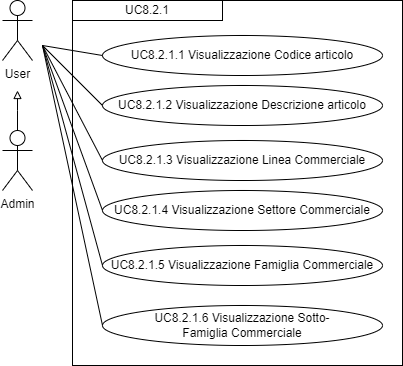 UC8.2.1
UC8.2.1.1 Visualizzazione Codice articolo
User
UC8.2.1.2 Visualizzazione Descrizione articolo
UC8.2.1.3 Visualizzazione Linea Commerciale
Admin
UC8.2.1.4 Visualizzazione Settore Commerciale
UC8.2.1.5 Visualizzazione Famiglia Commerciale
UC8.2.1.6 Visualizzazione Sotto-
Famiglia Commerciale